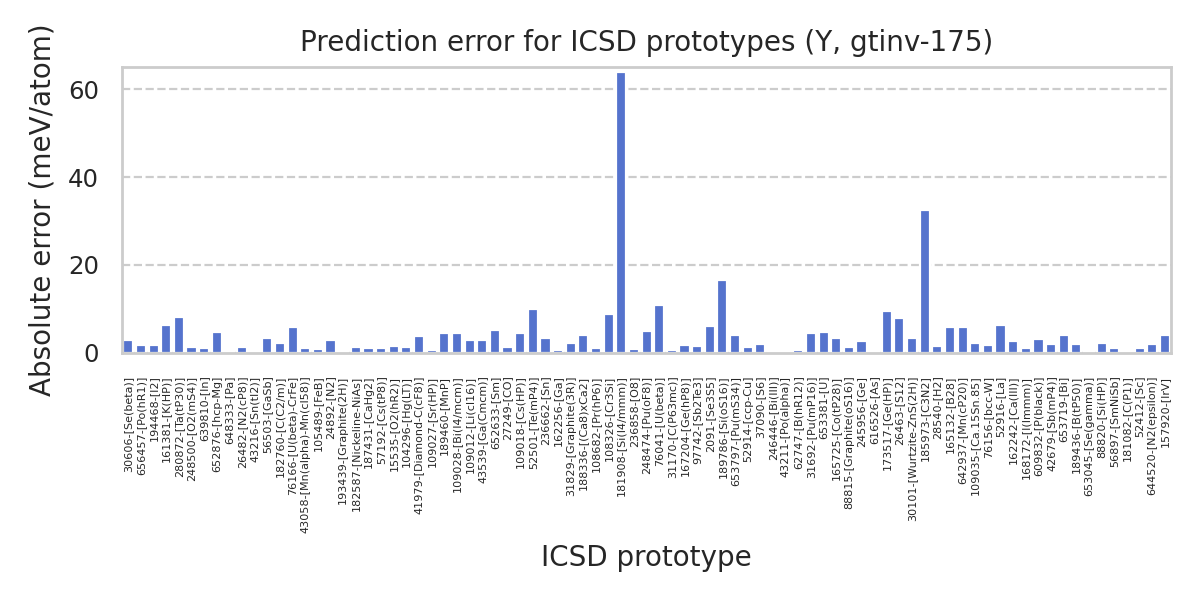 Prediction error for ICSD prototypes (Y, gtinv-175)
Absolute error (meV/atom)
60
40
20
0
30606-[Se(beta)]
656457-[Po(hR1)]
194468-[I2]
161381-[K(HP)]
280872-[Ta(tP30)]
248500-[O2(mS4)]
639810-[In]
652876-[hcp-Mg]
648333-[Pa]
26482-[N2(cP8)]
43216-[Sn(tI2)]
56503-[GaSb]
182760-[C(C2/m)]
76166-[U(beta)-CrFe]
43058-[Mn(alpha)-Mn(cI58)]
105489-[FeB]
24892-[N2]
193439-[Graphite(2H)]
182587-[Nickeline-NiAs]
187431-[CaHg2]
57192-[Cs(tP8)]
15535-[O2(hR2)]
104296-[Hg(LT)]
41979-[Diamond-C(cF8)]
109027-[Sr(HP)]
189460-[MnP]
109028-[Bi(I4/mcm)]
109012-[Li(cI16)]
43539-[Ga(Cmcm)]
652633-[Sm]
27249-[CO]
109018-[Cs(HP)]
52501-[Te(mP4)]
236662-[Sn]
162256-[Ga]
31829-[Graphite(3R)]
188336-[(Ca8)xCa2]
108682-[Pr(hP6)]
108326-[Cr3Si]
181908-[Si(I4/mmm)]
236858-[O8]
248474-[Pu(oF8)]
76041-[U(beta)]
31170-[C(P63mc)]
167204-[Ge(hP8)]
97742-[Sb2Te3]
2091-[Se3S5]
189786-[Si(oS16)]
653797-[Pu(mS34)]
52914-[ccp-Cu]
37090-[S6]
246446-[Bi(III)]
43211-[Po(alpha)]
62747-[B(hR12)]
31692-[Pu(mP16)]
653381-[U]
165725-[Co(tP28)]
88815-[Graphite(oS16)]
245956-[Ge]
616526-[As]
173517-[Ge(HP)]
26463-[S12]
30101-[Wurtzite-ZnS(2H)]
185973-[C3N2]
28540-[H2]
165132-[B28]
642937-[Mn(cP20)]
109035-[Ca.15Sn.85]
76156-[bcc-W]
52916-[La]
162242-[Ca(III)]
168172-[I(Immm)]
609832-[P(black)]
42679-[Sb(mP4)]
653719-[Bi]
189436-[B(tP50)]
653045-[Se(gamma)]
88820-[Si(HP)]
56897-[SmNiSb]
181082-[C(P1)]
52412-[Sc]
644520-[N2(epsilon)]
157920-[IrV]
ICSD prototype